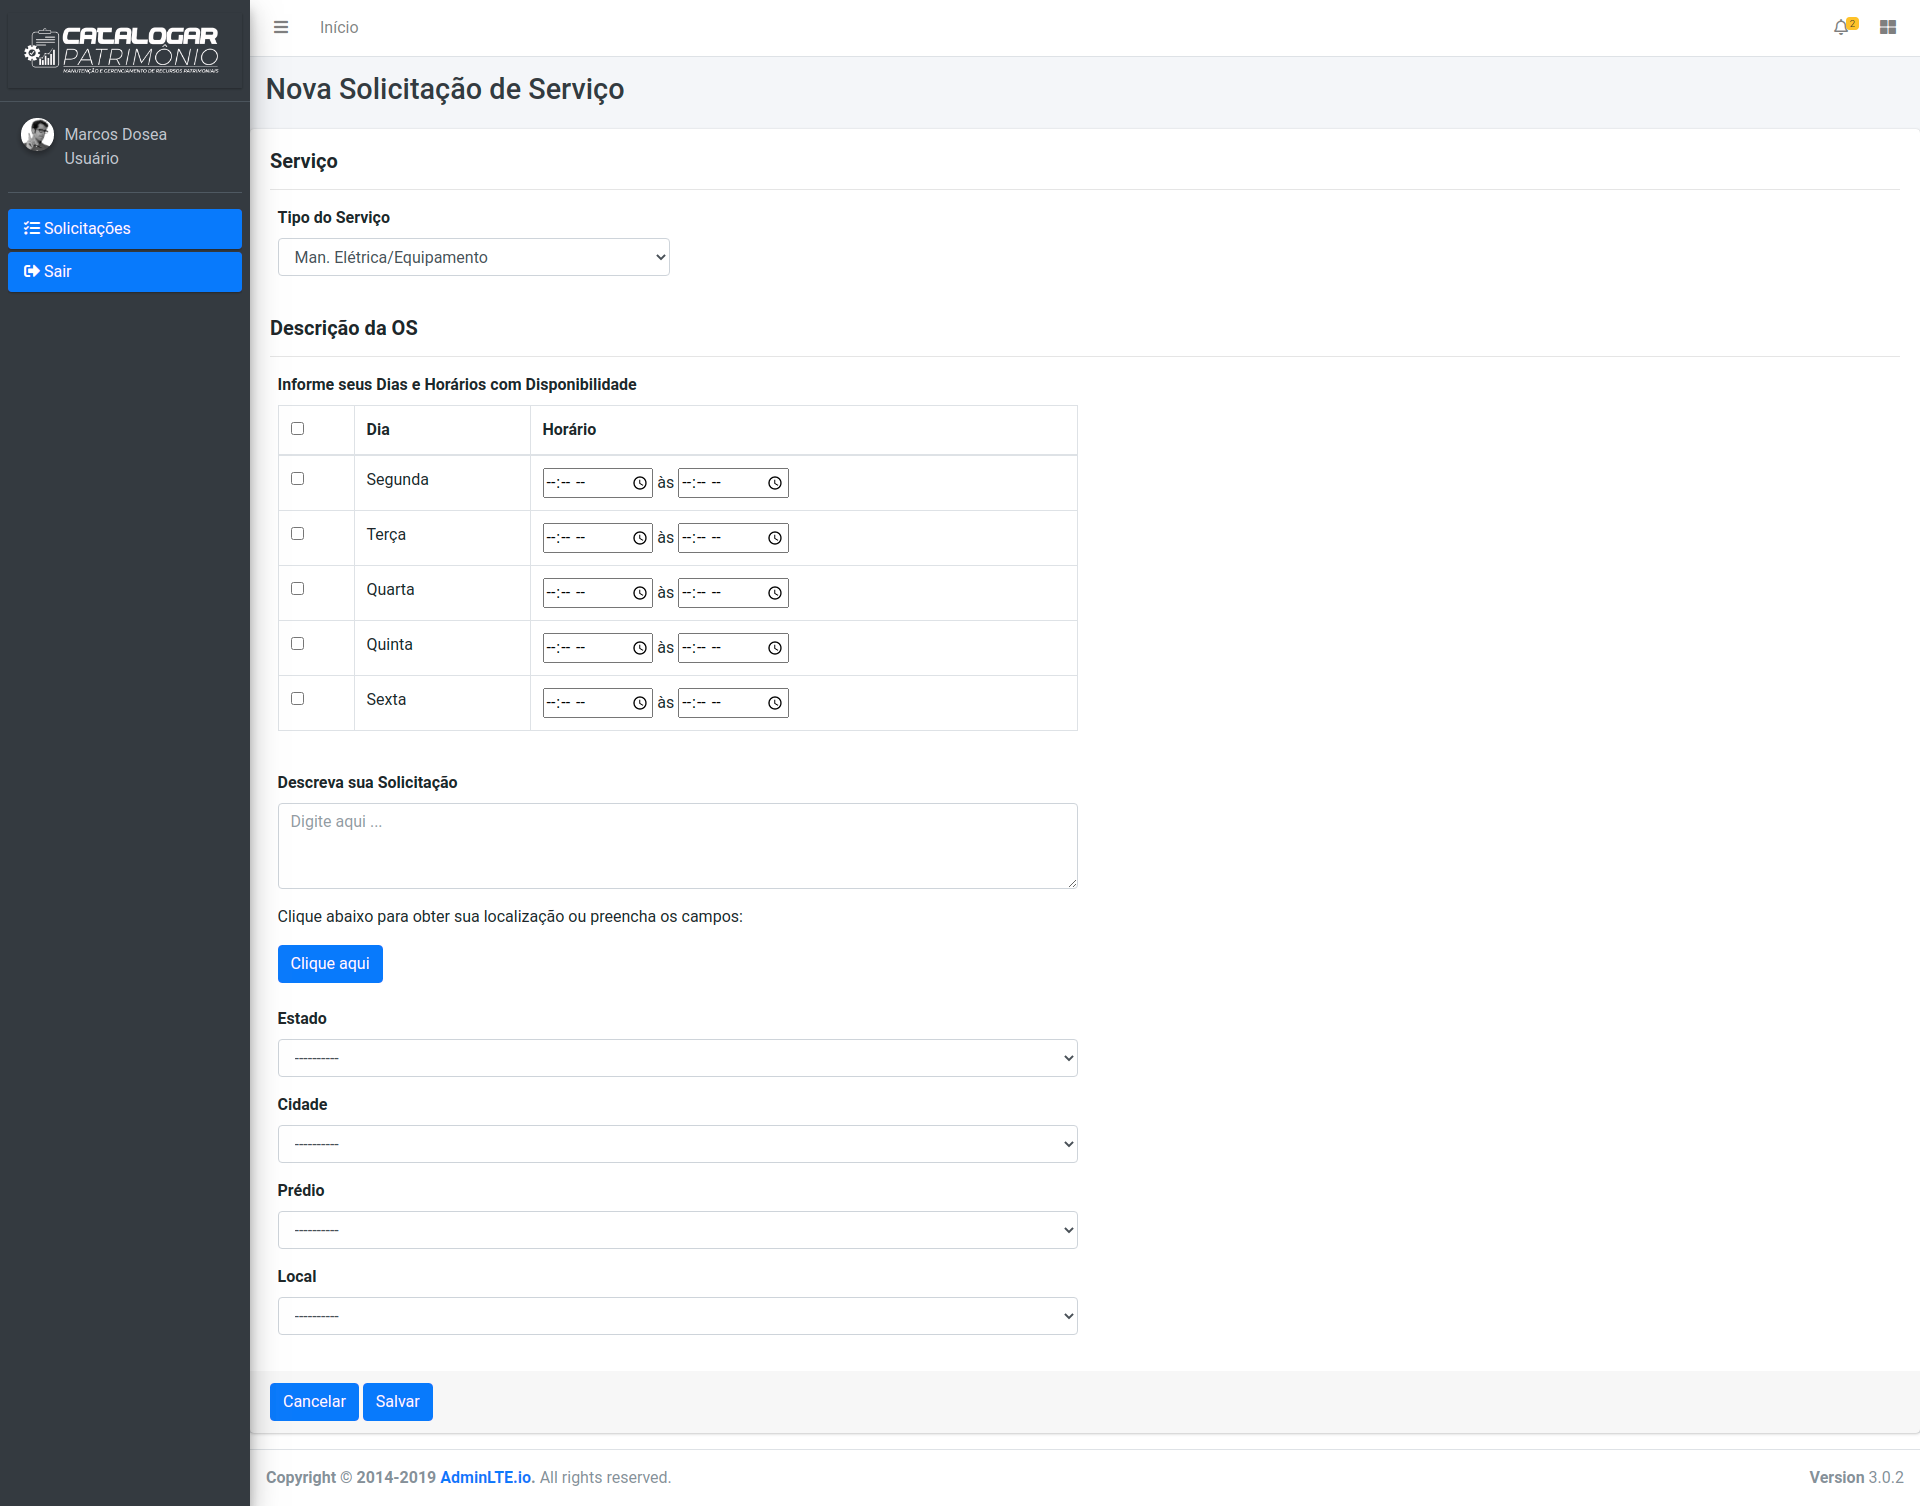 CATALOGAR
PATRIMÔNIO
MANUTENÇÃO E GERENCIAMENTO DE RECURSOS PATRIMONIAIS
Início
2
Marcos Dosea
Usuário
Solicitações
Sair
Nova Solicitação de Serviço
Serviço
Tipo do Serviço
Man. Elétrica/Equipamento
Descrição da OS
Informe seus Dias e Horários com Disponibilidade
Dia Horário
Segunda --:-- -- às --:-- --
Terça --:-- -- às --:-- --
Quarta --:-- -- às --:-- --
Quinta --:-- -- às --:-- --
Sexta --:-- -- às --:-- --
Descreva sua Solicitação
Digite aqui ...
Clique abaixo para obter sua localização ou preencha os campos:
Clique aqui
Estado
----------
Cidade
----------
Prédio
----------
Local
----------
Cancelar Salvar
Copyright © 2014-2019 AdminLTE.io. All rights reserved. Version 3.0.2